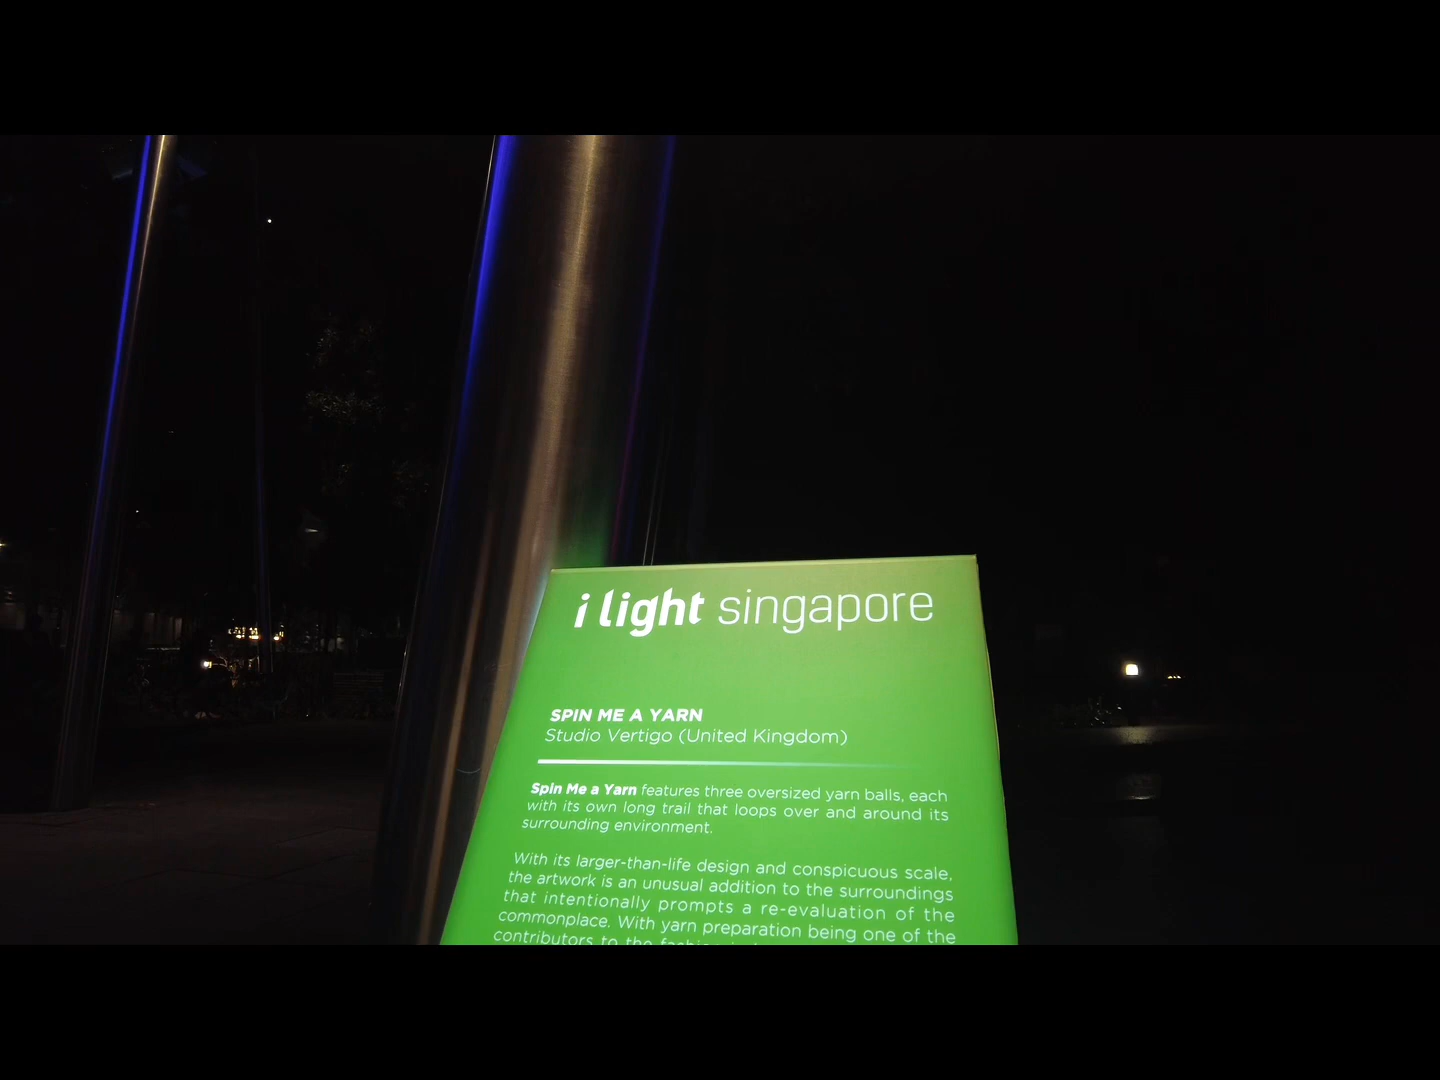 i light singapore
SPIN ME A YARN
Studio Vertigo (United Kingdom)
Spin Me a Yarn features three oversized yarn balls, each
with its own long trail that loops over and around its
surrounding environment.
With its larger-than-life design and conspicuous scale,
the artwork is an unusual addition to the surroundings
that intentionally prompts a re-evaluation of the
commonplace. With yarn preparation being one of the
contributors to the